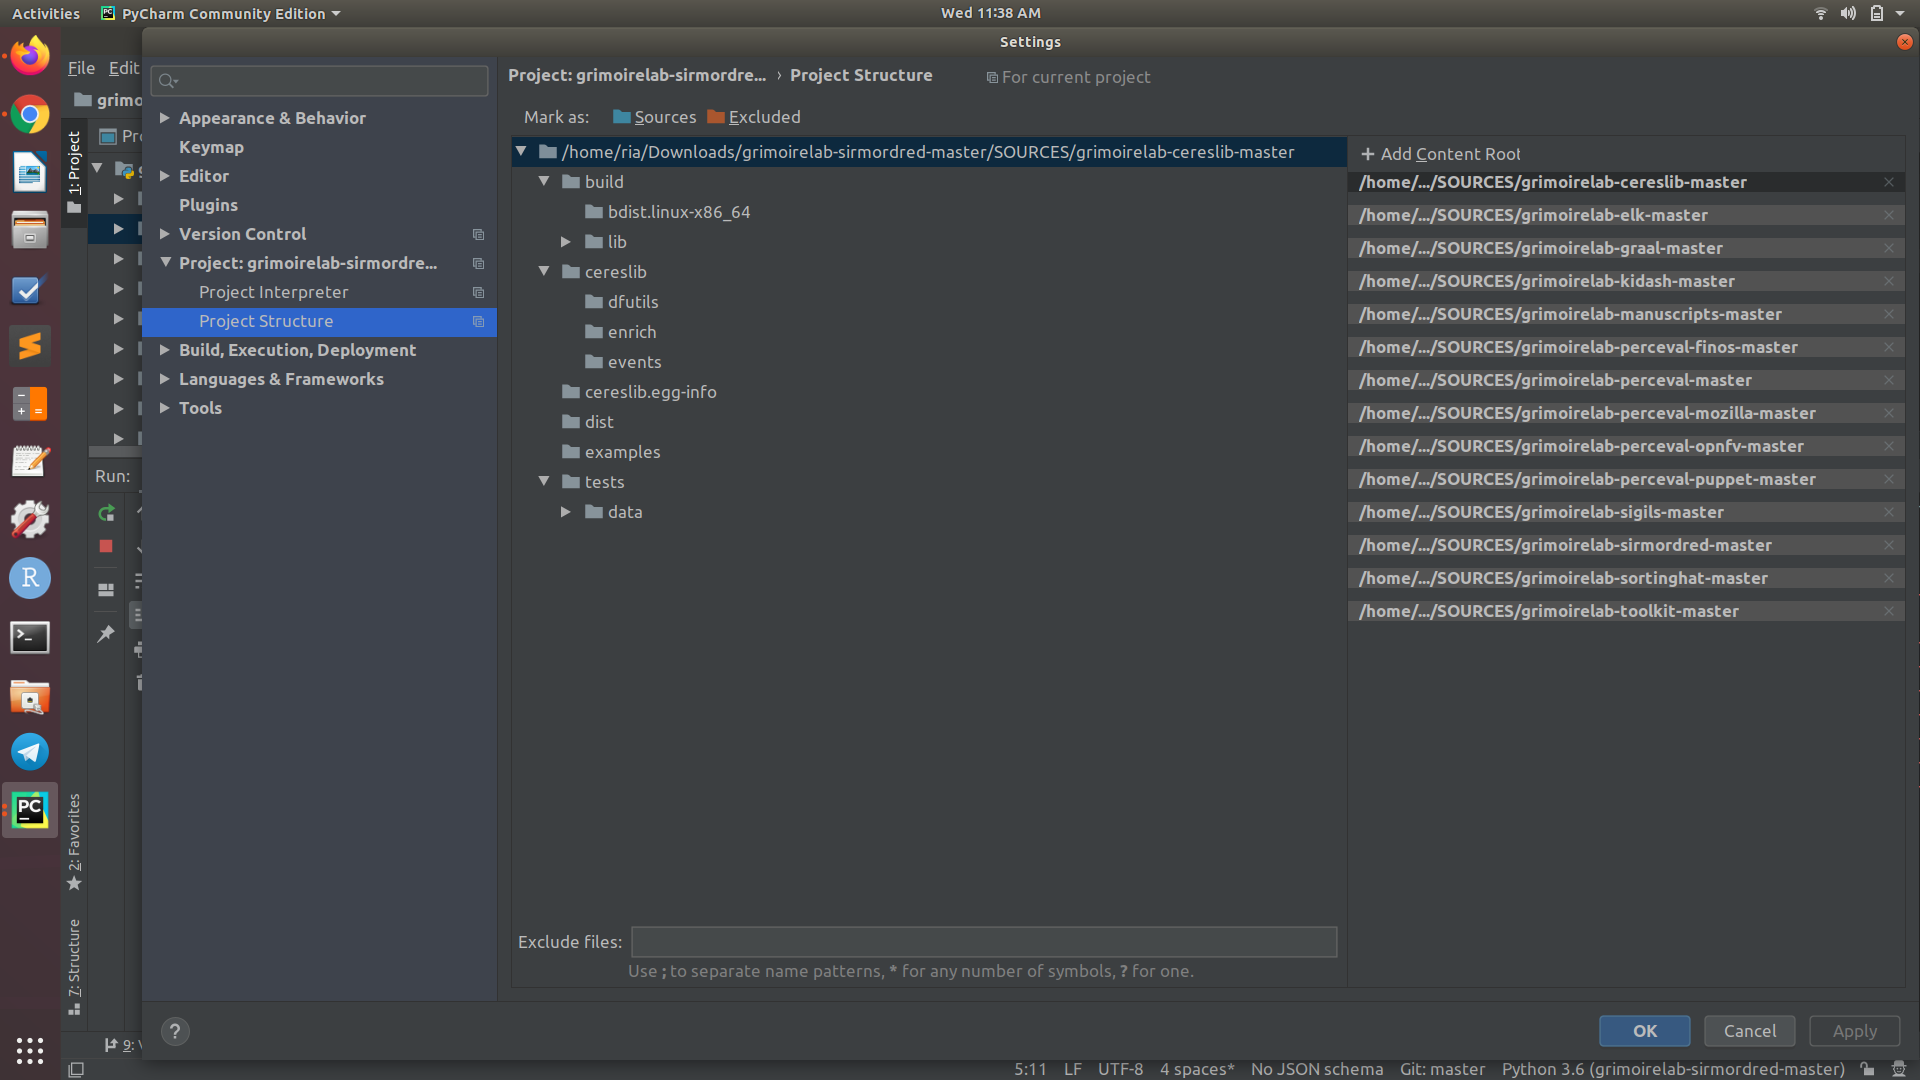 Activities
PyCharm Community Edition
Wed 11:38 AM
Settings
File Edit
grimo
Pro
1: Project
Run:
2: Favorites
7: Structure
9:
Appearance & Behavior
Keymap
Editor
Plugins
Version Control
Project: grimoirelab-sirmordre...
Project Interpreter
Project Structure
Build, Execution, Deployment
Languages & Frameworks
Tools
Project: grimoirelab-sirmordre... › Project Structure
For current project
Mark as: Sources Excluded
/home/ria/Downloads/grimoirelab-sirmordred-master/SOURCES/grimoirelab-cereslib-master
build
bdist.linux-x86_64
lib
cereslib
dfutils
enrich
events
cereslib.egg-info
dist
examples
tests
data
+ Add Content Root
/home/.../SOURCES/grimoirelab-cereslib-master
/home/.../SOURCES/grimoirelab-elk-master
/home/.../SOURCES/grimoirelab-graal-master
/home/.../SOURCES/grimoirelab-kidash-master
/home/.../SOURCES/grimoirelab-manuscripts-master
/home/.../SOURCES/grimoirelab-perceval-finos-master
/home/.../SOURCES/grimoirelab-perceval-master
/home/.../SOURCES/grimoirelab-perceval-mozilla-master
/home/.../SOURCES/grimoirelab-perceval-opnfv-master
/home/.../SOURCES/grimoirelab-perceval-puppet-master
/home/.../SOURCES/grimoirelab-sigils-master
/home/.../SOURCES/grimoirelab-sirmordred-master
/home/.../SOURCES/grimoirelab-sortinghat-master
/home/.../SOURCES/grimoirelab-toolkit-master
Exclude files:
Use ; to separate name patterns, * for any number of symbols, ? for one.
?
OK
Cancel
Apply
5:11 LF UTF-8 4 spaces* No JSON schema Git: master Python 3.6 (grimoirelab-sirmordred-master)
R
PC